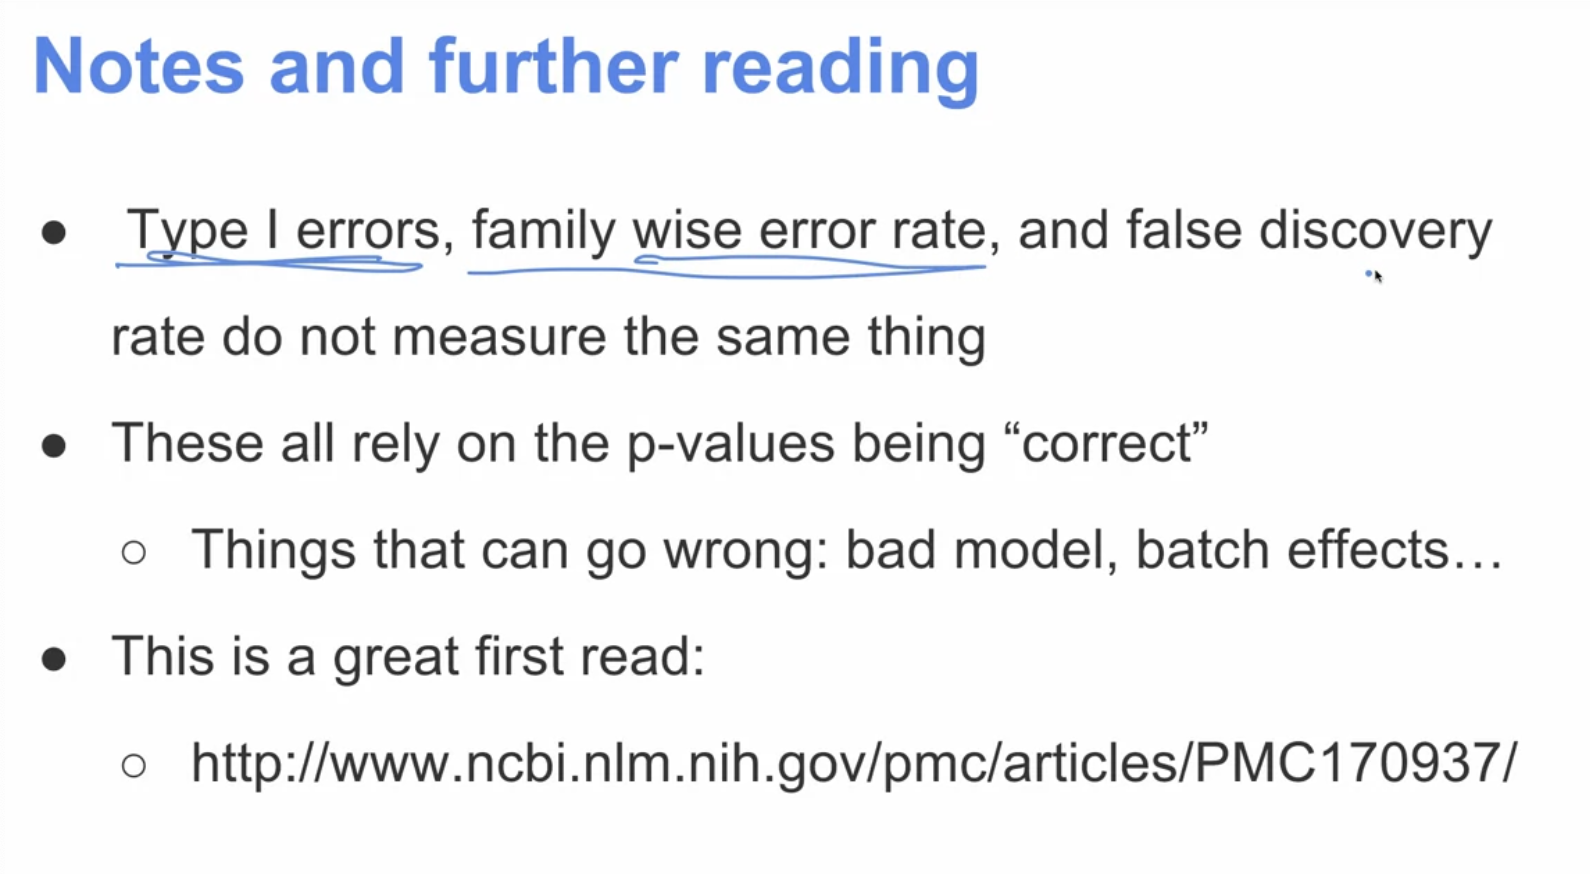 Notes and further reading
● Type I errors, family wise error rate, and false discovery
rate do not measure the same thing
● These all rely on the p-values being “correct”
○ Things that can go wrong: bad model, batch effects…
● This is a great first read:
○ http://www.ncbi.nlm.nih.gov/pmc/articles/PMC170937/